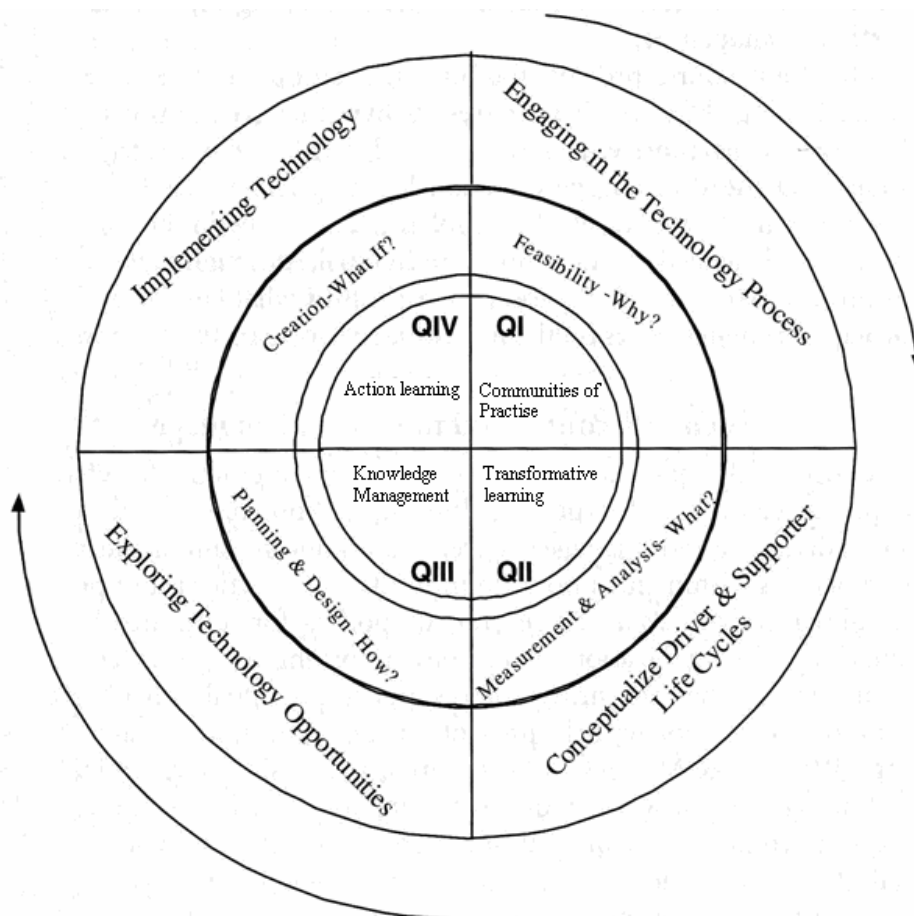 Implementing Technology
Engaging in the Technology Process
Creation-What If?
Feasibility -Why?
QIV
QI
Action learning
Communities of
Practise
Knowledge
Management
Transformative
learning
QIII
QII
Planning & Design- How?
Measurement & Analysis- What?
Exploring Technology Opportunities
Conceptualize Driver & Supporter
Life Cycles